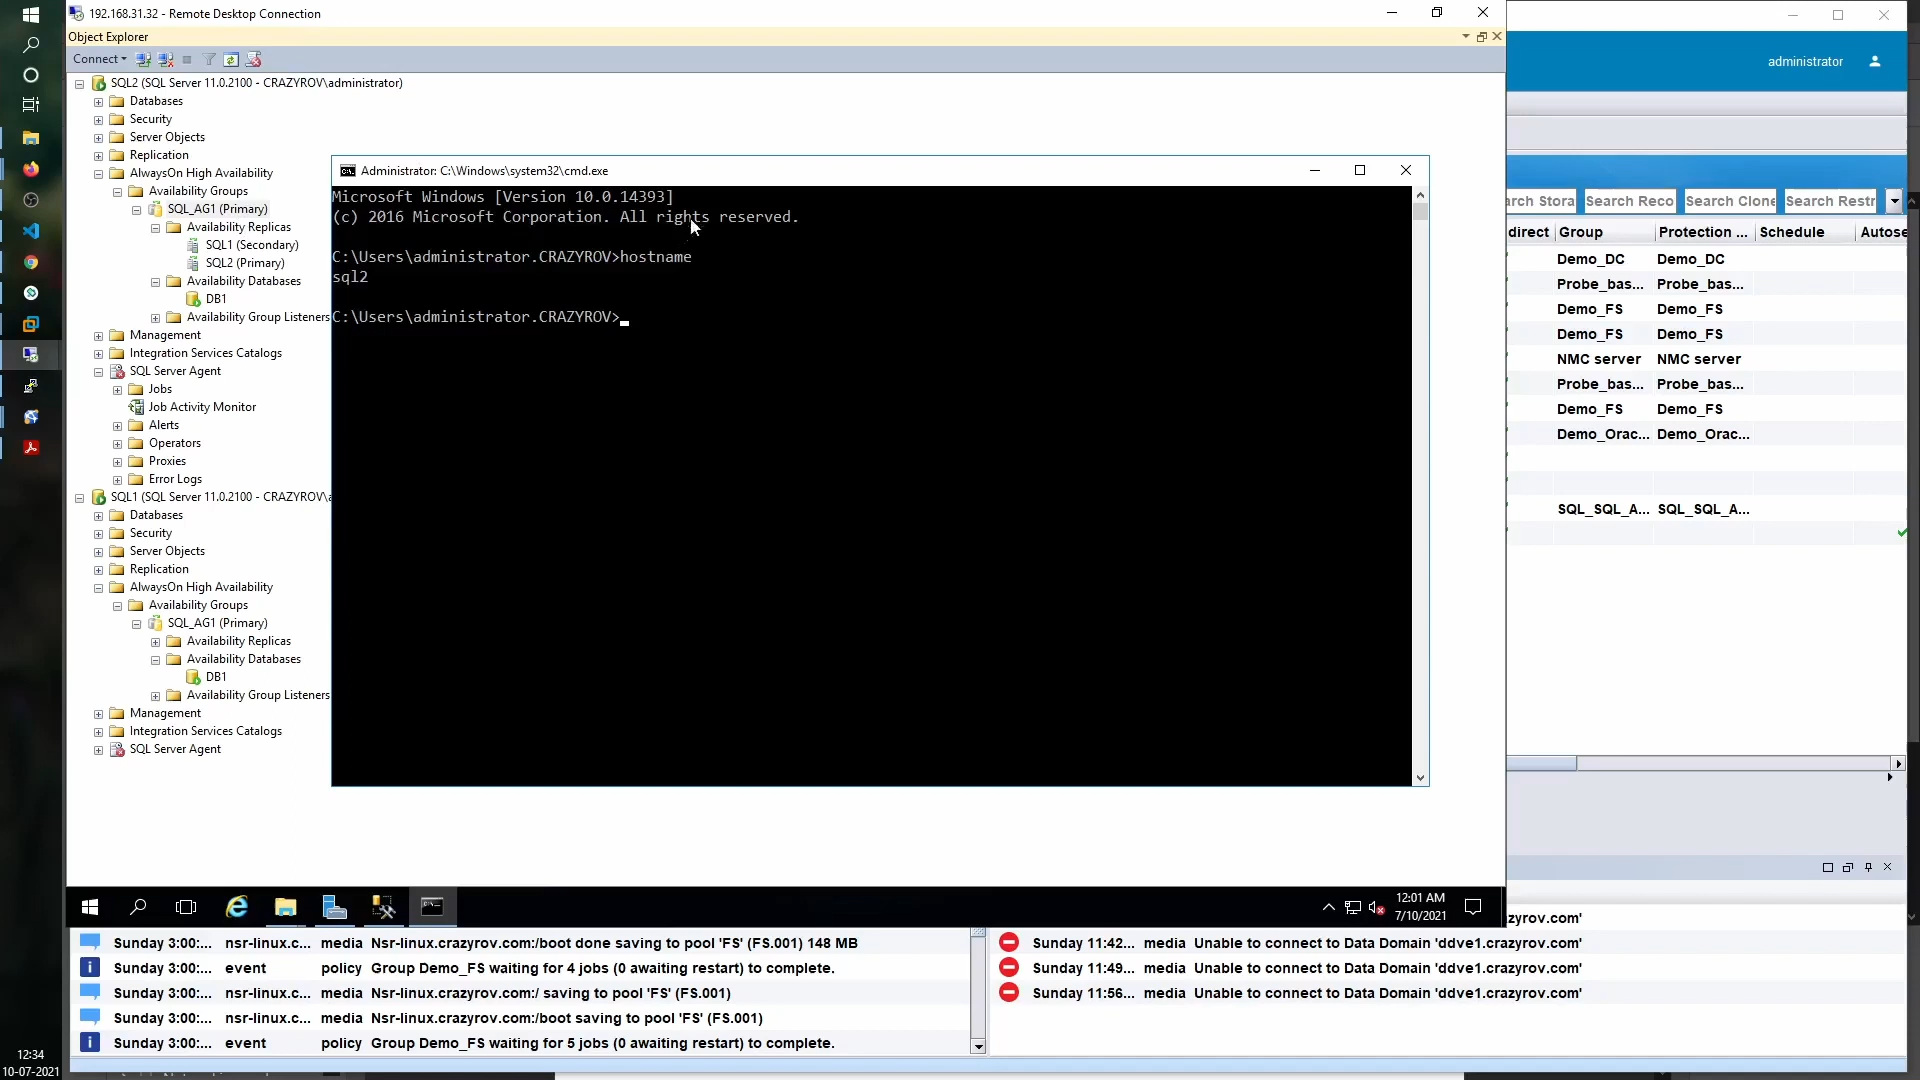 192.168.31.32 - Remote Desktop Connection
Object Explorer
Connect
SQL2 (SQL Server 11.0.2100 - CRAZYROV\administrator)
Databases
Security
Server Objects
Replication
AlwaysOn High Availability
Availability Groups
SQL_AG1 (Primary)
Availability Replicas
SQL1 (Secondary)
SQL2 (Primary)
Availability Databases
DB1
Availability Group Listeners
Management
Integration Services Catalogs
SQL Server Agent
Jobs
Job Activity Monitor
Alerts
Operators
Proxies
Error Logs
SQL1 (SQL Server 11.0.2100 - CRAZYROV\a
Databases
Security
Server Objects
Replication
AlwaysOn High Availability
Availability Groups
SQL_AG1 (Primary)
Availability Replicas
Availability Databases
DB1
Availability Group Listeners
Management
Integration Services Catalogs
SQL Server Agent
Administrator: C:\Windows\system32\cmd.exe
Microsoft Windows [Version 10.0.14393]
(c) 2016 Microsoft Corporation. All rights reserved.
C:\Users\administrator.CRAZYROV>hostname
sql2
C:\Users\administrator.CRAZYROV>
administrator
rch Stora Search Reco Search Clone Search Restr
direct Group Protection ... Schedule Autose
Demo_DC Demo_DC
Probe_bas... Probe_bas...
Demo_FS Demo_FS
Demo_FS Demo_FS
NMC server NMC server
Probe_bas... Probe_bas...
Demo_FS Demo_FS
Demo_Orac... Demo_Orac...
SQL_SQL_A... SQL_SQL_A...
12:01 AM
7/10/2021
zyrov.com'
Sunday 3:00:... nsr-linux.c... media Nsr-linux.crazyrov.com:/boot done saving to pool 'FS' (FS.001) 148 MB
Sunday 3:00:... event policy Group Demo_FS waiting for 4 jobs (0 awaiting restart) to complete.
Sunday 3:00:... nsr-linux.c... media Nsr-linux.crazyrov.com:/ saving to pool 'FS' (FS.001)
Sunday 3:00:... nsr-linux.c... media Nsr-linux.crazyrov.com:/boot saving to pool 'FS' (FS.001)
Sunday 3:00:... event policy Group Demo_FS waiting for 5 jobs (0 awaiting restart) to complete.
Sunday 11:42... media Unable to connect to Data Domain 'ddve1.crazyrov.com'
Sunday 11:49... media Unable to connect to Data Domain 'ddve1.crazyrov.com'
Sunday 11:56... media Unable to connect to Data Domain 'ddve1.crazyrov.com'
12:34
10-07-2021